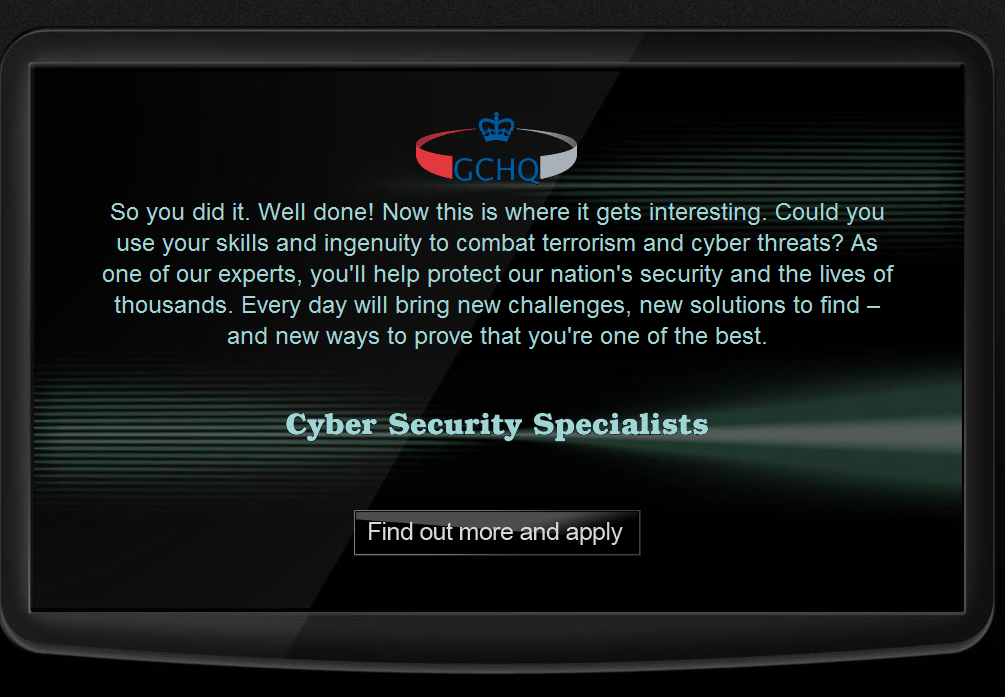 GCHQ
So you did it. Well done! Now this is where it gets interesting. Could you
use your skills and ingenuity to combat terrorism and cyber threats? As
one of our experts, you'll help protect our nation's security and the lives of
thousands. Every day will bring new challenges, new solutions to find –
and new ways to prove that you're one of the best.
Cyber Security Specialists
Find out more and apply